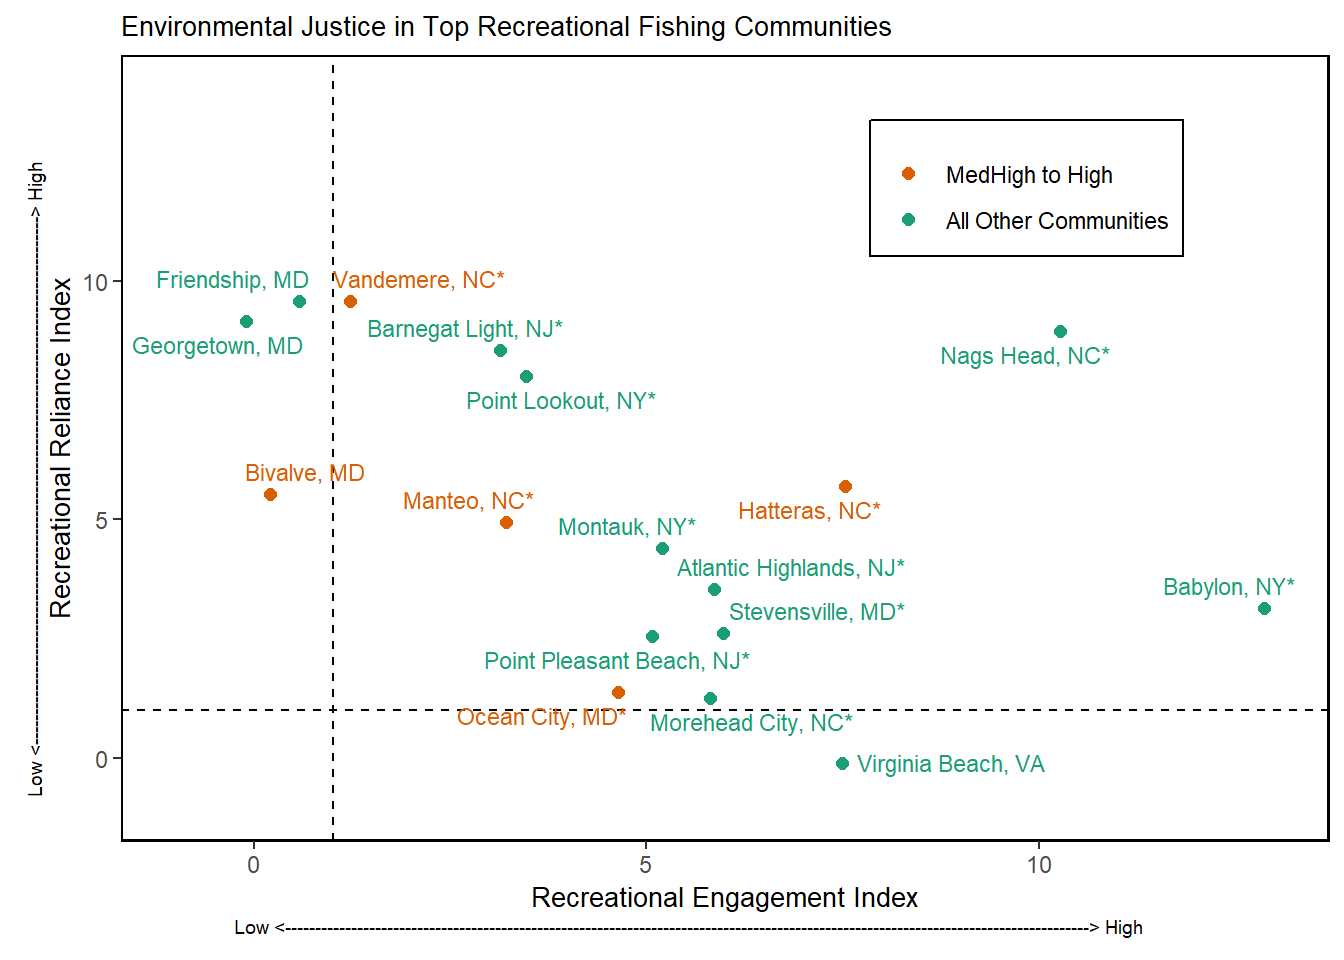 Environmental Justice in Top Recreational Fishing Communities
MedHigh to High
All Other Communities
Friendship, MD
Vandemere, NC*
Georgetown, MD
Barnegat Light, NJ*
Point Lookout, NY*
Nags Head, NC*
Bivalve, MD
Manteo, NC*
Hatteras, NC*
Montauk, NY*
Atlantic Highlands, NJ*
Babylon, NY*
Stevensville, MD*
Point Pleasant Beach, NJ*
Ocean City, MD*
Morehead City, NC*
Virginia Beach, VA
10
5
0
Recreational Reliance Index
Low <----------------------------------------------------------------------------------------> High
0
5
10
Recreational Engagement Index
Low <--------------------------------------------------------------------------------------------------------------------------------------> High